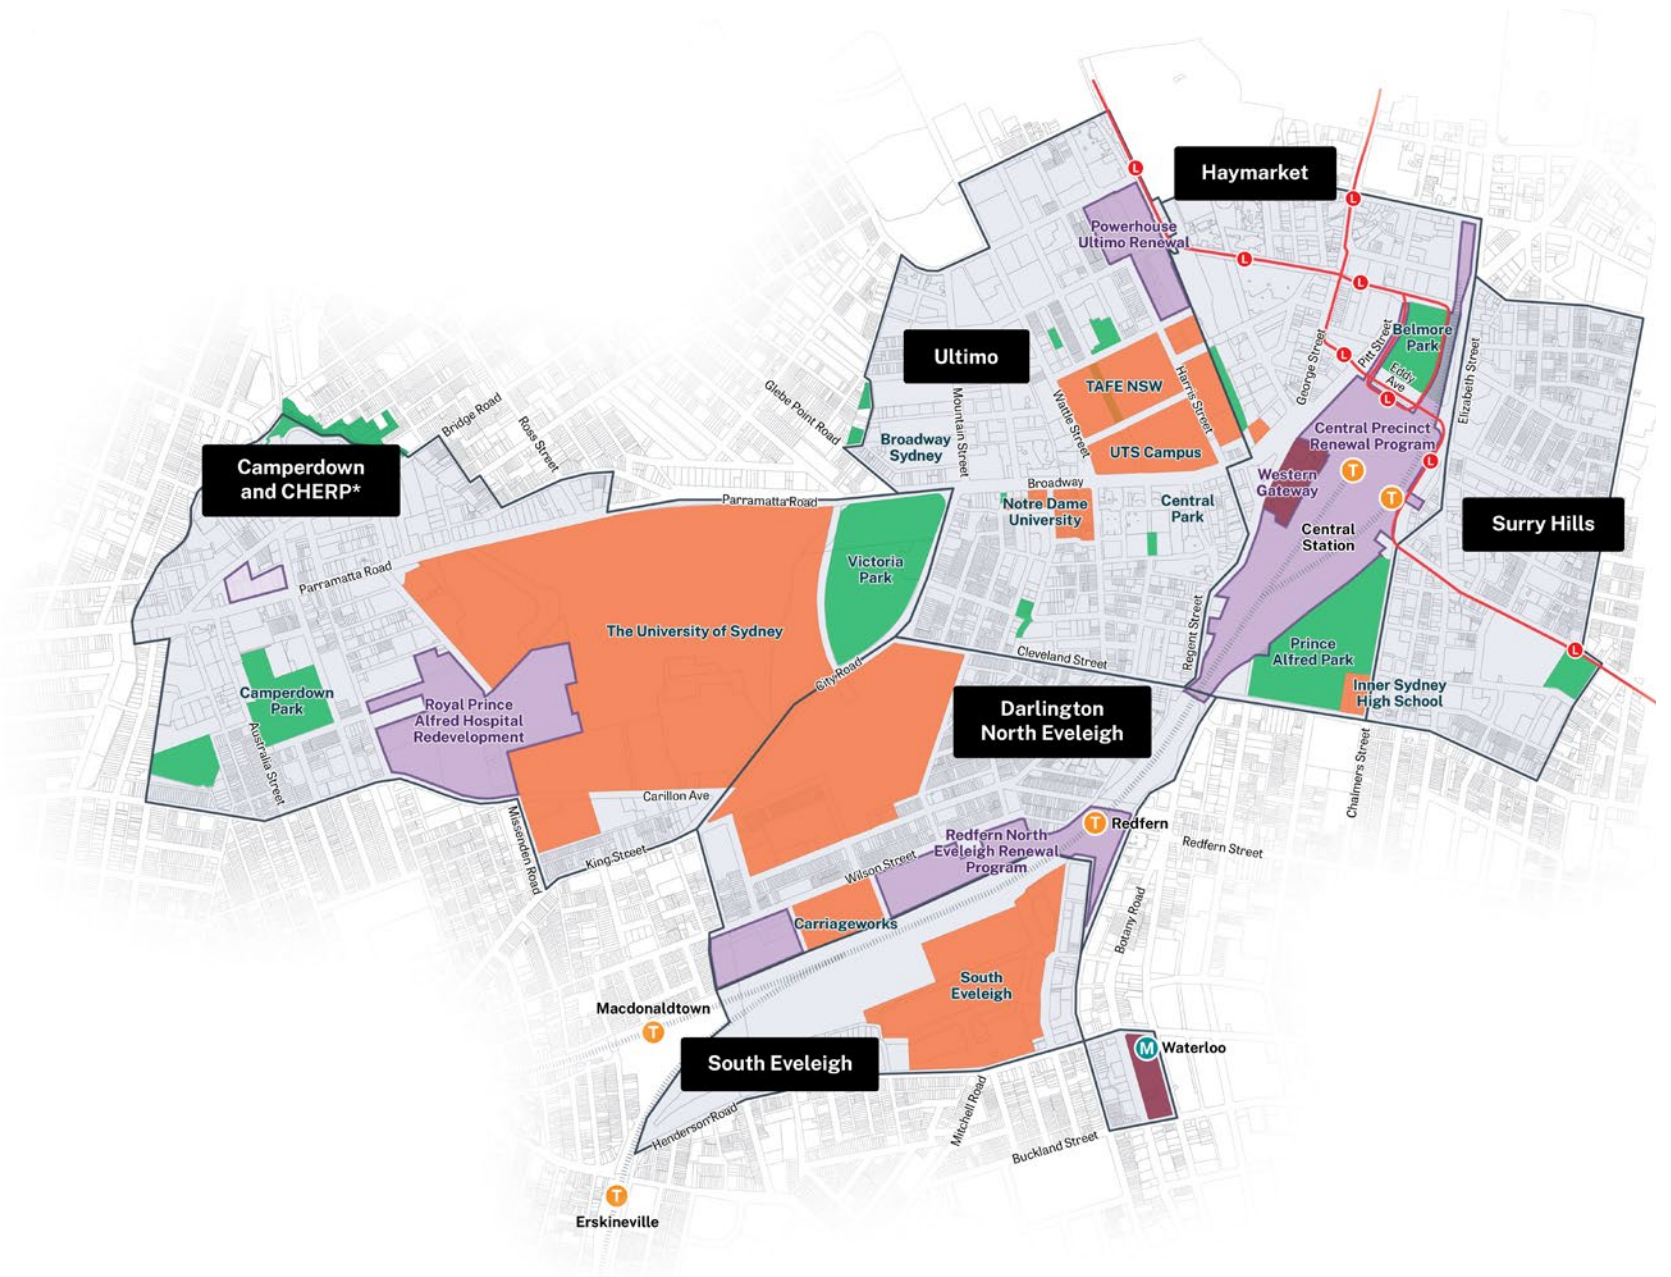 Haymarket
L
L
Powerhouse
Ultimo Renewal
L
L
Ultimo
George Street
L
Pitt Street
Belmore
Park
Eddy
Ave
L
Elizabeth Street
TAFE NSW
Harris Street
Mountain Street
Wattle Street
Glebe Point Road
Bridge Road
Ross Street
Broadway
Sydney
UTS Campus
Central Precinct
Renewal Program
T
L
Western
Gateway
T
Camperdown
and CHERP*
Parramatta Road
Broadway
Notre Dame
University
Central
Park
Central
Station
Surry Hills
Parramatta Road
Victoria
Park
The University of Sydney
Regent Street
Cleveland Street
Prince
Alfred Park
L
City Road
Inner Sydney
High School
Camperdown
Park
Royal Prince
Alfred Hospital
Redevelopment
Darlington
North Eveleigh
Australia Street
Chalmers Street
Carillon Ave
Missenden Road
King Street
T Redfern
Redfern Street
Redfern North
Eveleigh Renewal
Program
Wilson Street
Carriageworks
Botany Road
South
Eveleigh
Macdonaldtown
T
M Waterloo
South Eveleigh
Henderson Road
Mitchell Road
Buckland Street
T
Erskineville